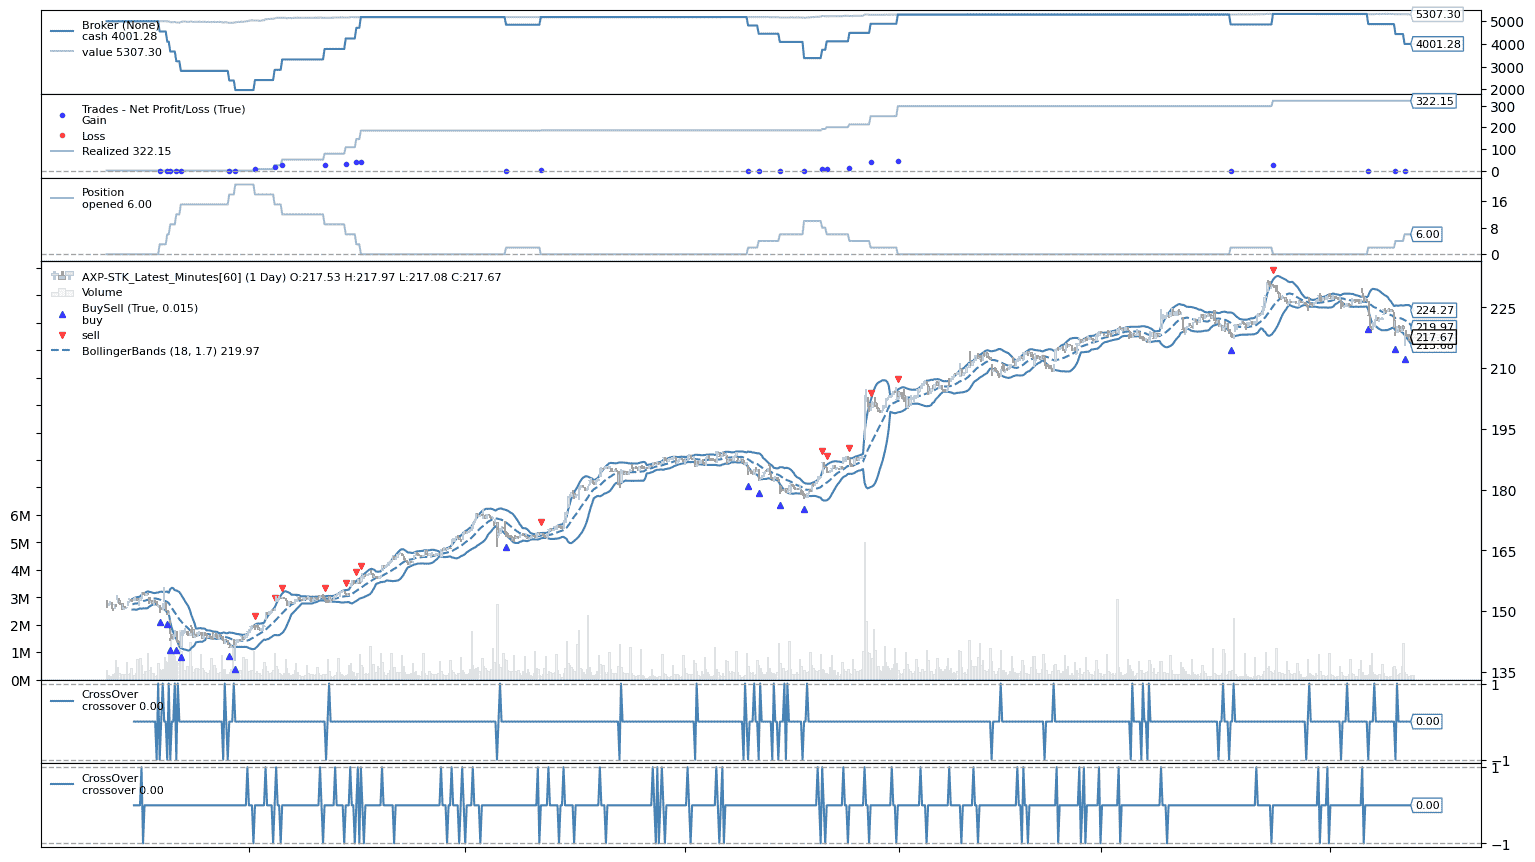 Broker (None)
cash 4001.28
value 5307.30
5307.30
5000
4001.28
4000
3000
2000
Trades - Net Profit/Loss (True)
Gain
Loss
Realized 322.15
322.15
300
200
100
0
Position
opened 6.00
16
8
6.00
0
AXP-STK_Latest_Minutes[60] (1 Day) O:217.53 H:217.97 L:217.08 C:217.67
Volume
BuySell (True, 0.015)
buy
sell
BollingerBands (18, 1.7) 219.97
225
224.27
219.97
217.67
210
195
180
165
150
135
6M
5M
4M
3M
2M
1M
0M
CrossOver
crossover 0.00
1
0.00
−1
CrossOver
crossover 0.00
1
0.00
−1